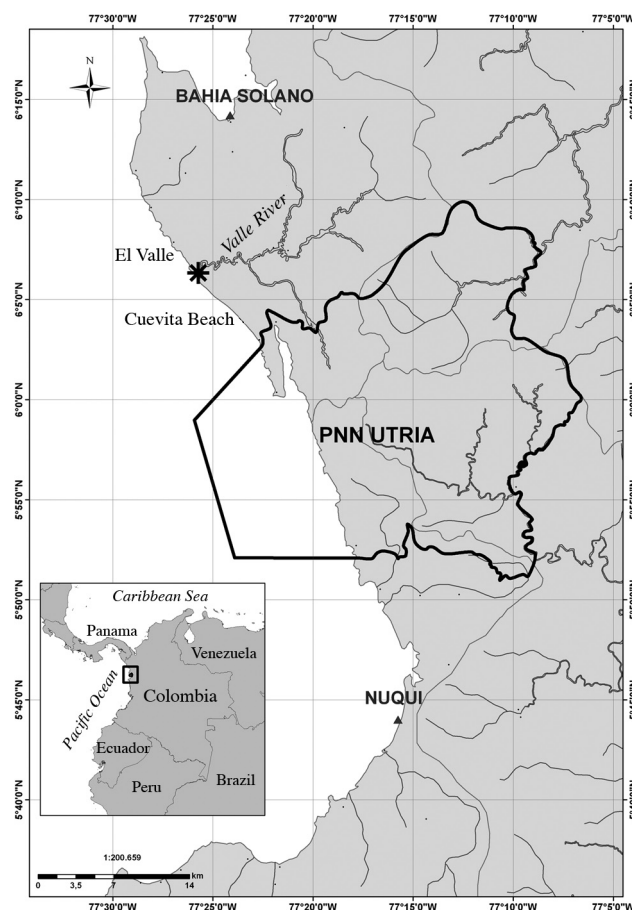 77°30'0"W 77°25'0"W 77°20'0"W 77°15'0"W 77°10'0"W 77°5'0"W
N
6°15'0"N
BAHIA SOLANO
6°10'0"N
Valle River
El Valle
6°5'0"N
Cuevita Beach
6°0'0"N
PNN UTRIA
5°55'0"N
5°50'0"N
Caribbean Sea
Panama
Venezuela
Pacific Ocean
Colombia
Ecuador
Peru
Brazil
5°45'0"N
NUQUI
5°40'0"N
1:200.659
km
0 3,5 7 14
77°30'0"W 77°25'0"W 77°20'0"W 77°15'0"W 77°10'0"W 77°5'0"W